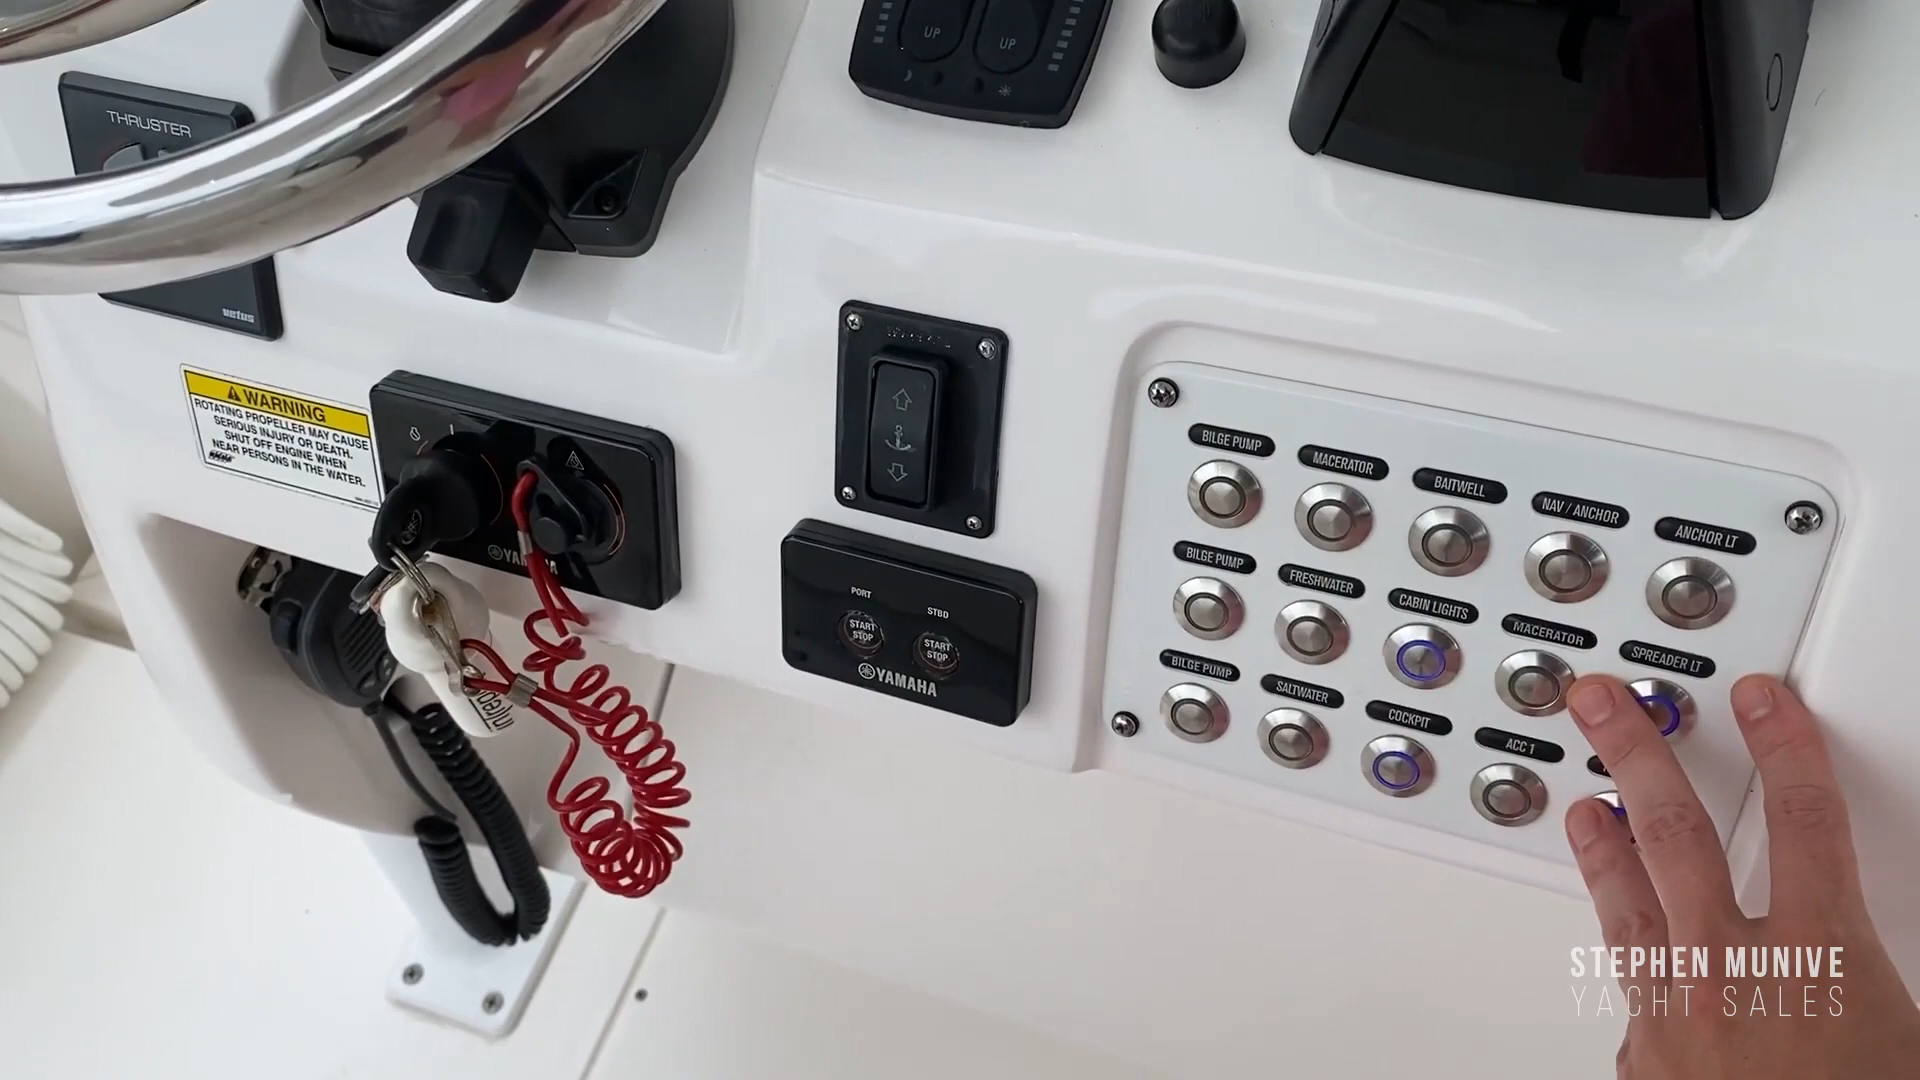 UP
UP
THRUSTER
vetus
WARNING
ROTATING PROPELLER MAY CAUSE
SERIOUS INJURY OR DEATH.
SHUT OFF ENGINE WHEN
NEAR PERSONS IN THE WATER.
PORT
STBD
START
STOP
START
STOP
YAMAHA
BILGE PUMP
MACERATOR
BAITWELL
NAV / ANCHOR
ANCHOR LT
BILGE PUMP
FRESHWATER
CABIN LIGHTS
MACERATOR
SPREADER LT
BILGE PUMP
SALTWATER
COCKPIT
ACC 1
STEPHEN MUNIVE
YACHT SALES